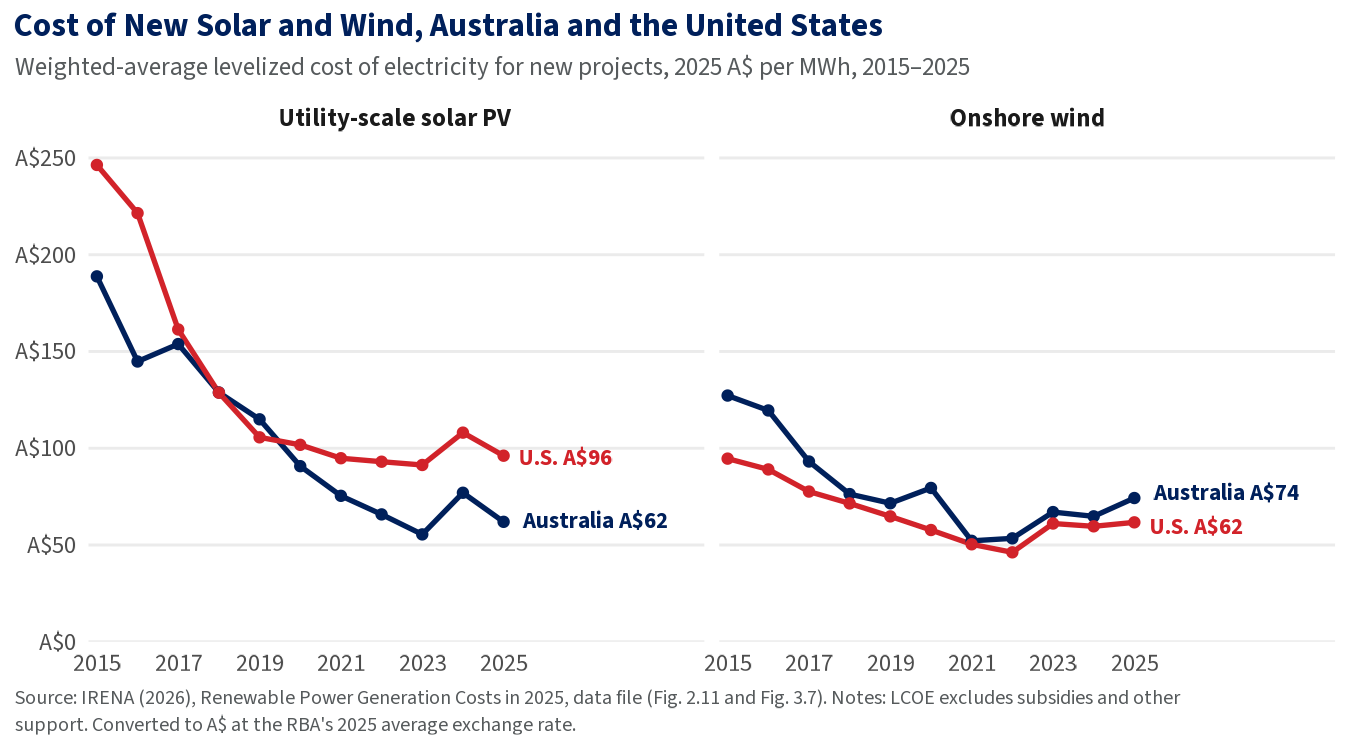 Cost of New Solar and Wind, Australia and the United States
Weighted-average levelized cost of electricity for new projects, 2025 A$ per MWh, 2015–2025
Utility-scale solar PV
Onshore wind
A$250
A$200
A$150
A$100
A$50
A$0
U.S. A$96
Australia A$62
Australia A$74
U.S. A$62
2015 2017 2019 2021 2023 2025
2015 2017 2019 2021 2023 2025
Source: IRENA (2026), Renewable Power Generation Costs in 2025, data file (Fig. 2.11 and Fig. 3.7). Notes: LCOE excludes subsidies and other
support. Converted to A$ at the RBA's 2025 average exchange rate.